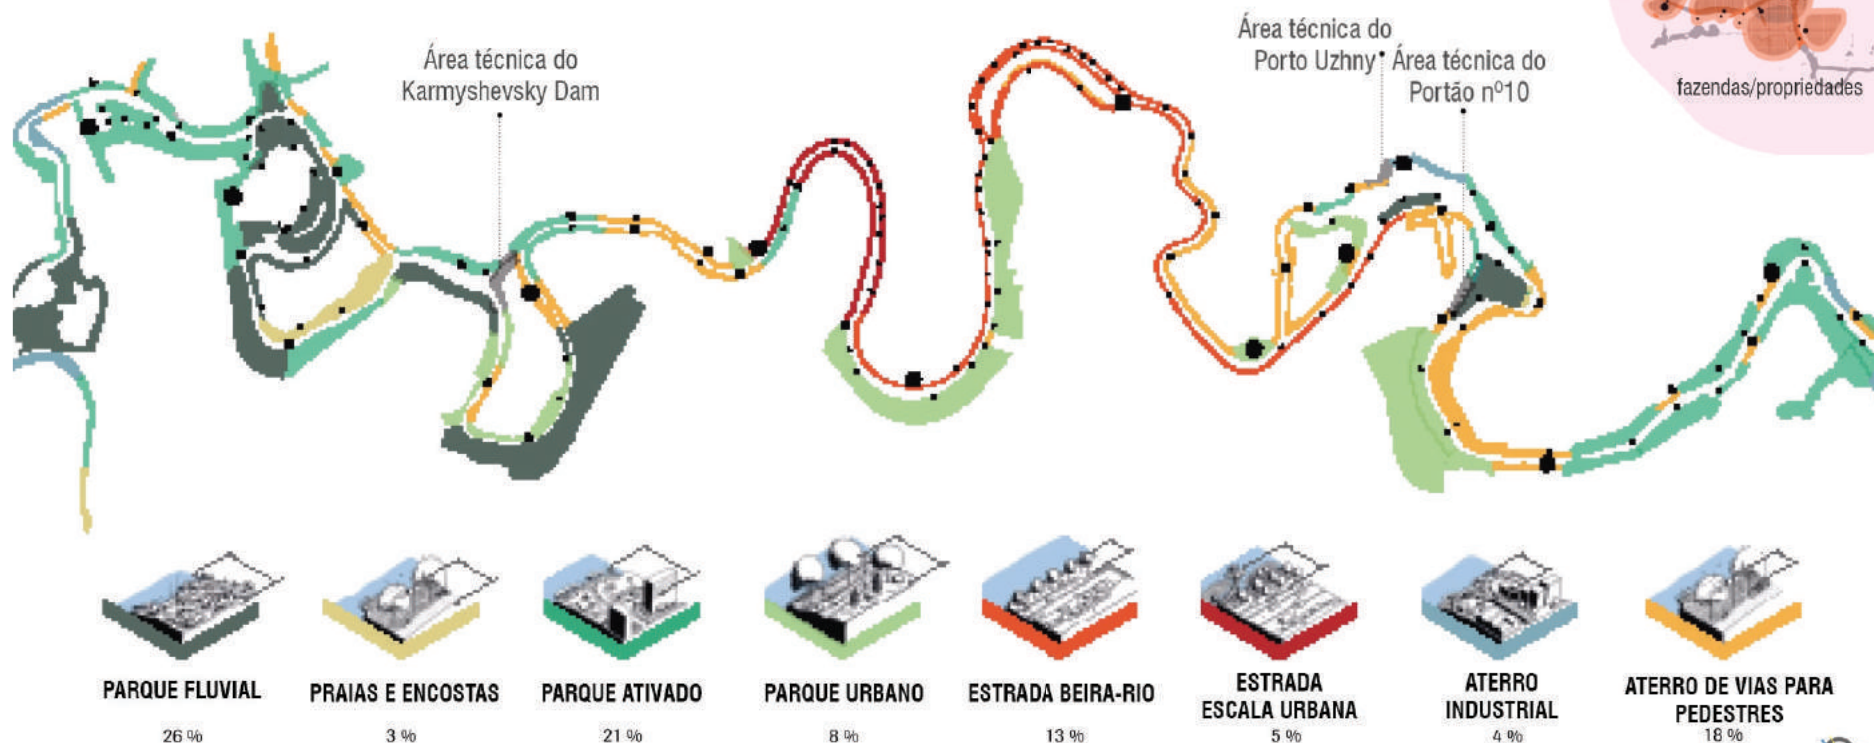 Área técnica do
Karmyshevsky Dam
Área técnica do
Porto Uzhny
Área técnica do
Portão nº10
fazendas/propriedades
PARQUE FLUVIAL
26 %
PRAIAS E ENCOSTAS
3 %
PARQUE ATIVADO
21 %
PARQUE URBANO
8 %
ESTRADA BEIRA-RIO
13 %
ESTRADA
ESCALA URBANA
5 %
ATERRO
INDUSTRIAL
4 %
ATERRO DE VIAS PARA
PEDESTRES
18 %